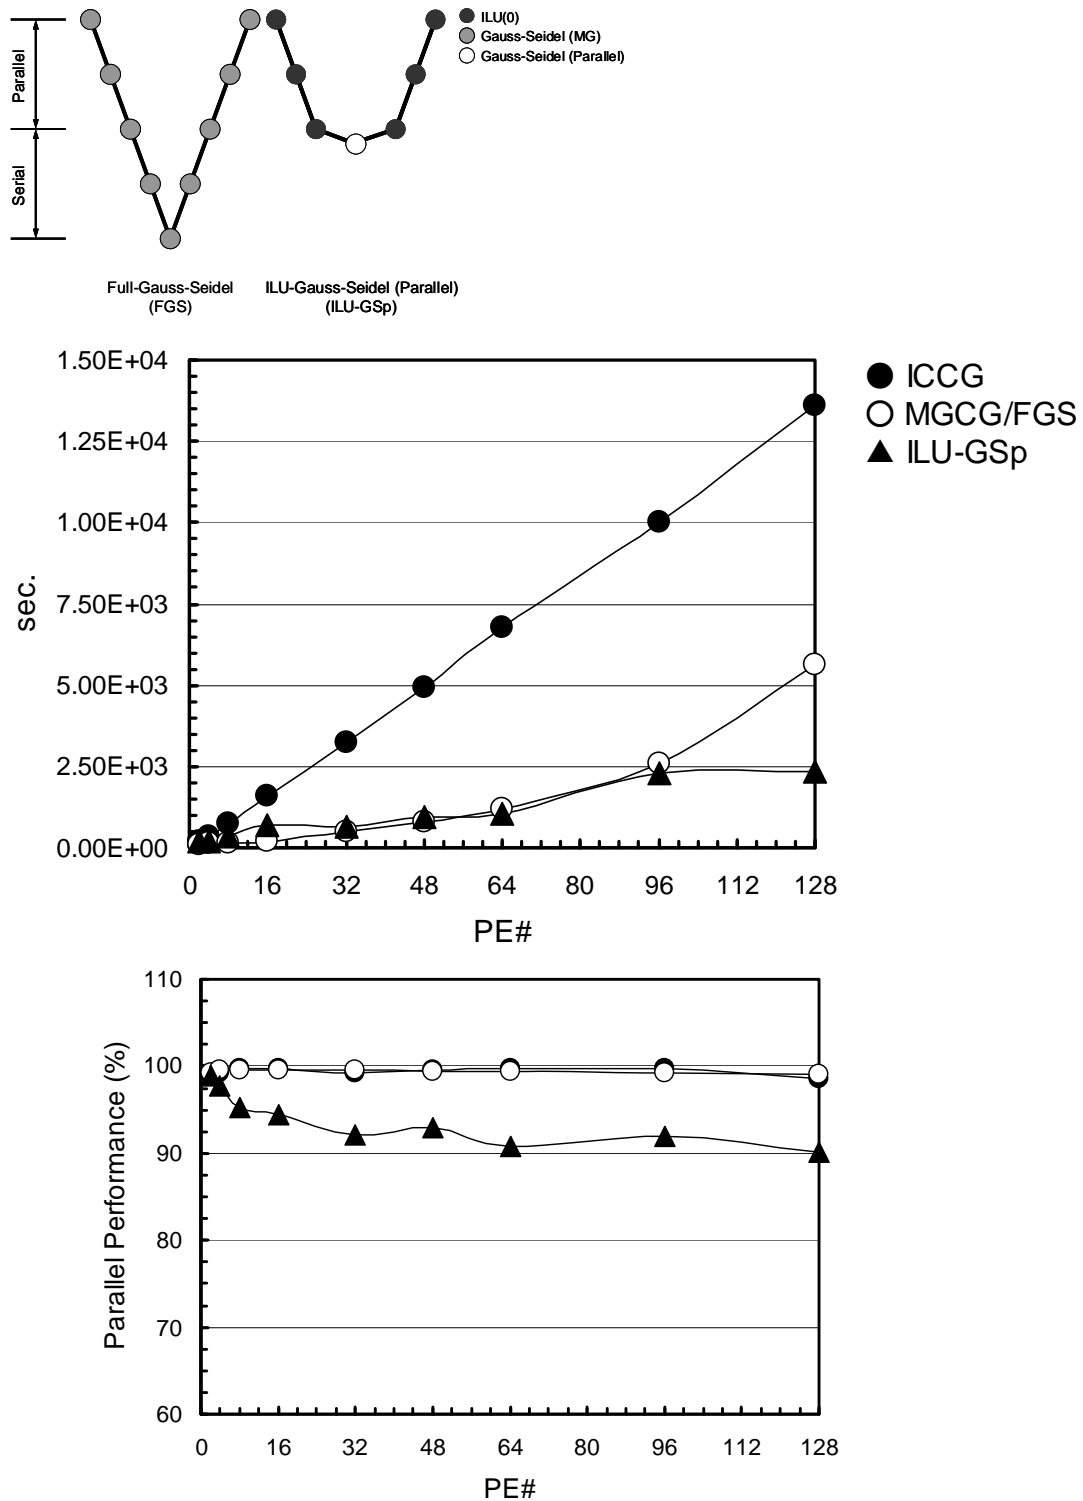 Parallel
Serial
ILU(0)
Gauss-Seidel (MG)
Gauss-Seidel (Parallel)
Full-Gauss-Seidel
(FGS)
ILU-Gauss-Seidel (Parallel)
(ILU-GSp)
1.50E+04
1.25E+04
1.00E+04
7.50E+03
5.00E+03
2.50E+03
0.00E+00
sec.
0 16 32 48 64 80 96 112 128
PE#
ICCG
MGCG/FGS
ILU-GSp
110
100
90
80
70
60
Parallel Performance (%)
0 16 32 48 64 80 96 112 128
PE#